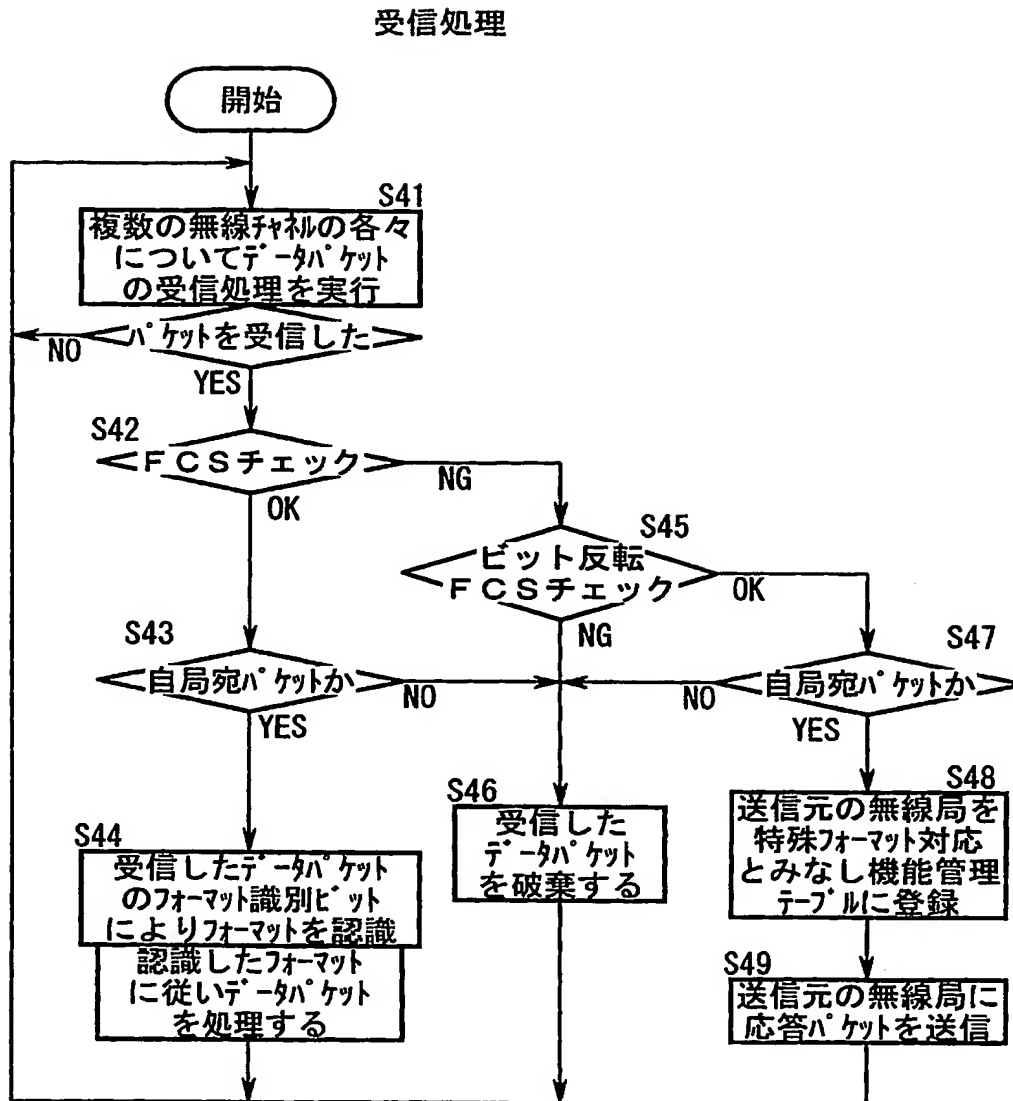 受信処理
開始
S41
複数の無線ﾁｬﾈﾙの各々
についてﾃﾞｰﾀﾊﾟｹｯﾄ
の受信処理を実行
ﾊﾟｹｯﾄを受信した
NO
YES
S42
ＦＣＳチェック
NG
OK
S45
ビット反転
ＦＣＳチェック
OK
NG
S43
自局宛ﾊﾟｹｯﾄか
NO
YES
S47
自局宛ﾊﾟｹｯﾄか
NO
YES
S44
受信したﾃﾞｰﾀﾊﾟｹｯﾄ
のﾌｫｰﾏｯﾄ識別ﾋﾞｯﾄ
によりﾌｫｰﾏｯﾄを認識
認識したﾌｫｰﾏｯﾄ
に従いﾃﾞｰﾀﾊﾟｹｯﾄ
を処理する
S46
受信した
ﾃﾞｰﾀﾊﾟｹｯﾄ
を破棄する
S48
送信元の無線局を
特殊ﾌｫｰﾏｯﾄ対応
とみなし機能管理
ﾃｰﾌﾞﾙに登録
S49
送信元の無線局に
応答ﾊﾟｹｯﾄを送信